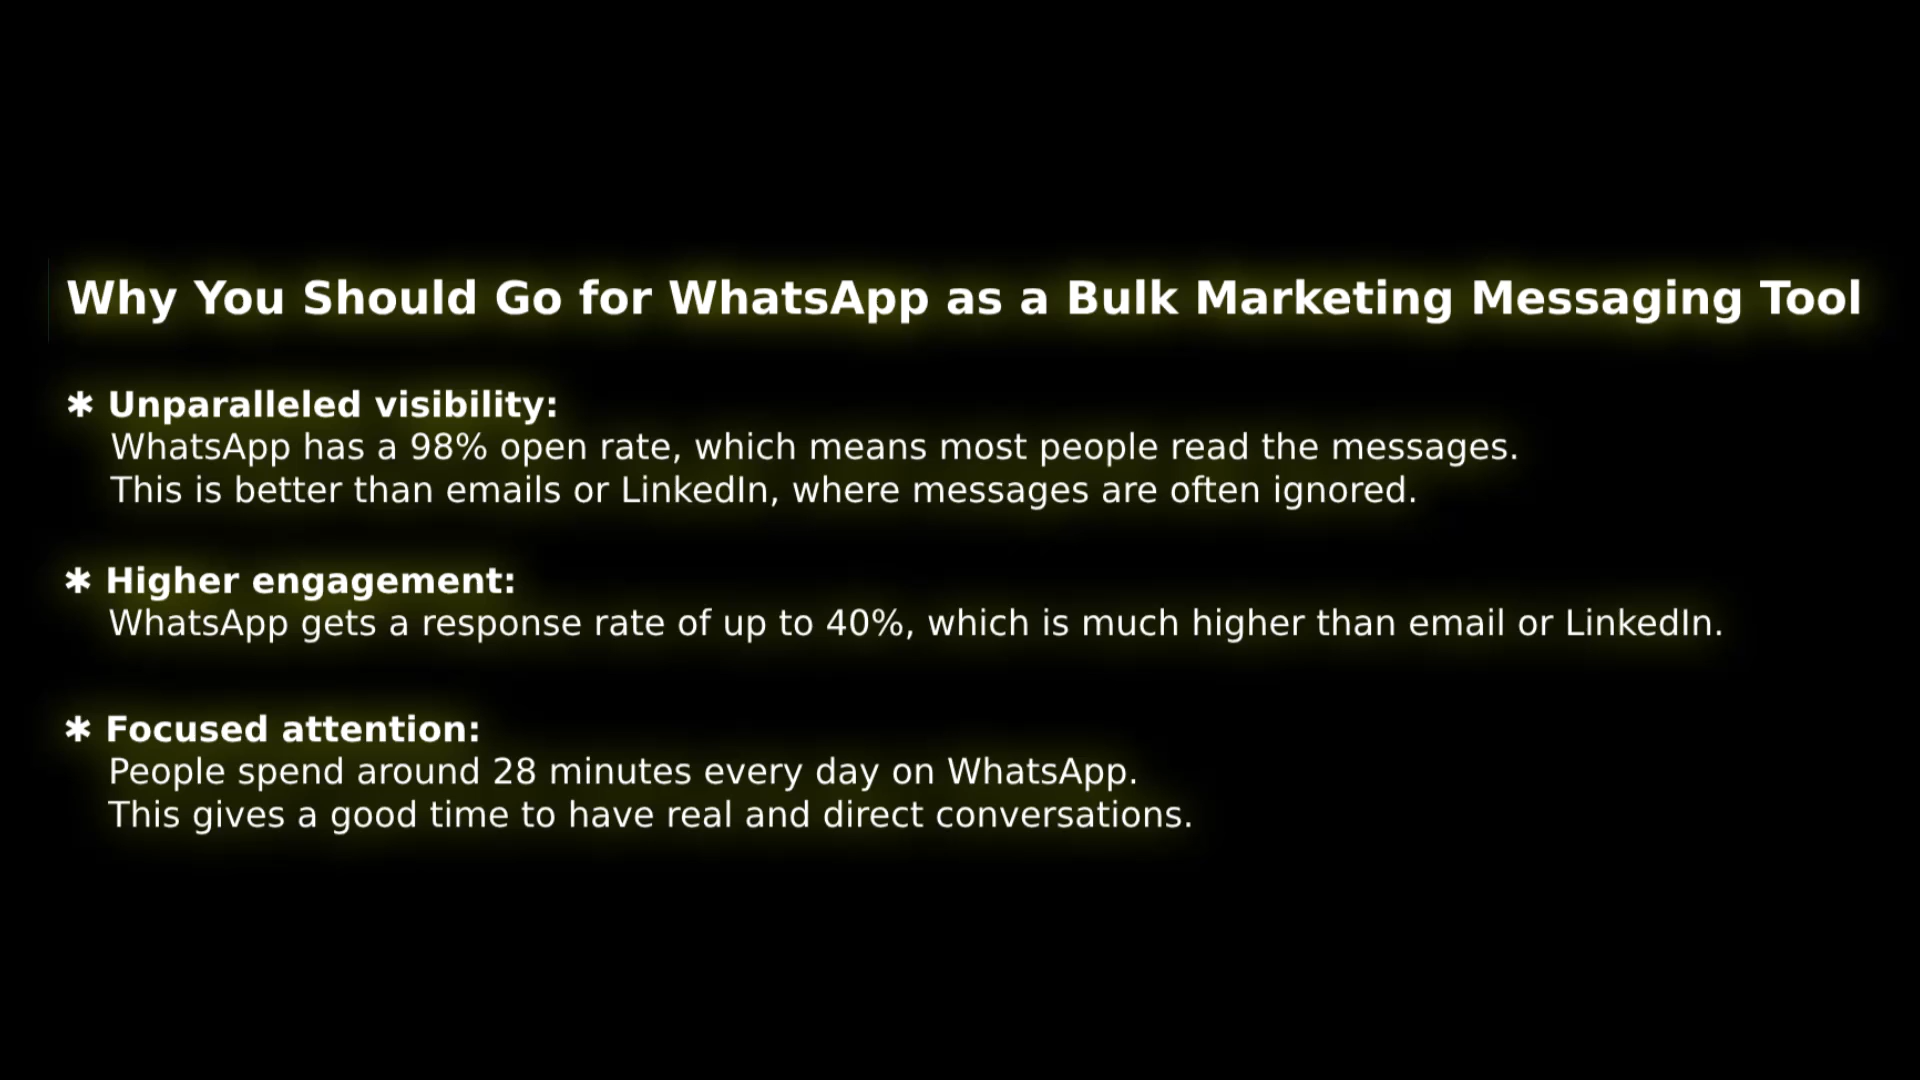 Why You Should Go for WhatsApp as a Bulk Marketing Messaging Tool
✱ Unparalleled visibility:
WhatsApp has a 98% open rate, which means most people read the messages.
This is better than emails or LinkedIn, where messages are often ignored.
✱ Higher engagement:
WhatsApp gets a response rate of up to 40%, which is much higher than email or LinkedIn.
✱ Focused attention:
People spend around 28 minutes every day on WhatsApp.
This gives a good time to have real and direct conversations.